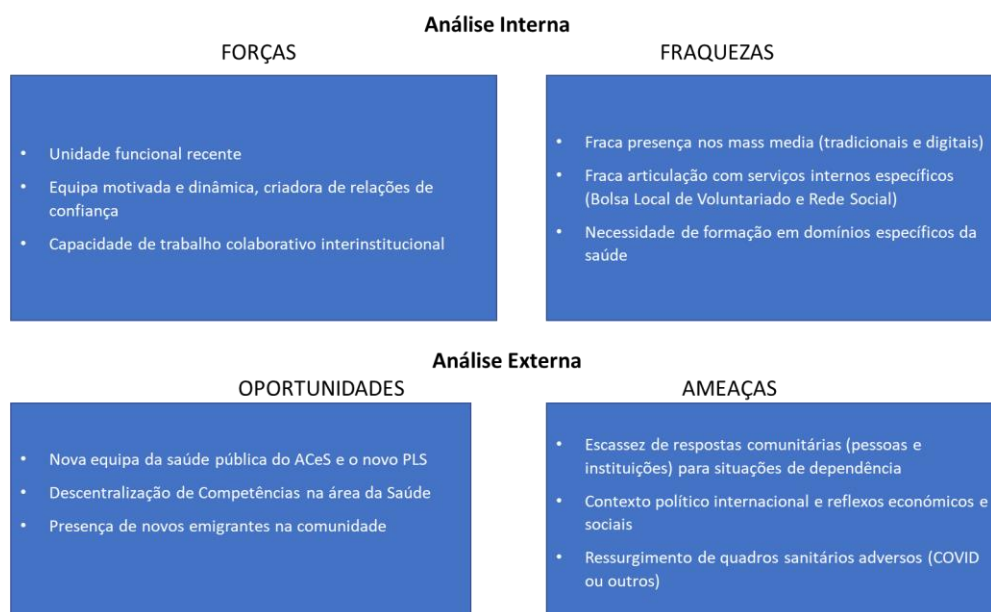 Análise Interna
FORÇAS
FRAQUEZAS
• Unidade funcional recente
• Equipa motivada e dinâmica, criadora de relações de
confiança
• Capacidade de trabalho colaborativo interinstitucional
• Fraca presença nos mass media (tradicionais e digitais)
• Fraca articulação com serviços internos específicos
(Bolsa Local de Voluntariado e Rede Social)
• Necessidade de formação em domínios específicos da
saúde
Análise Externa
OPORTUNIDADES
AMEAÇAS
• Nova equipa da saúde pública do ACeS e o novo PLS
• Descentralização de Competências na área da Saúde
• Presença de novos emigrantes na comunidade
• Escassez de respostas comunitárias (pessoas e
instituições) para situações de dependência
• Contexto político internacional e reflexos económicos e
sociais
• Ressurgimento de quadros sanitários adversos (COVID
ou outros)